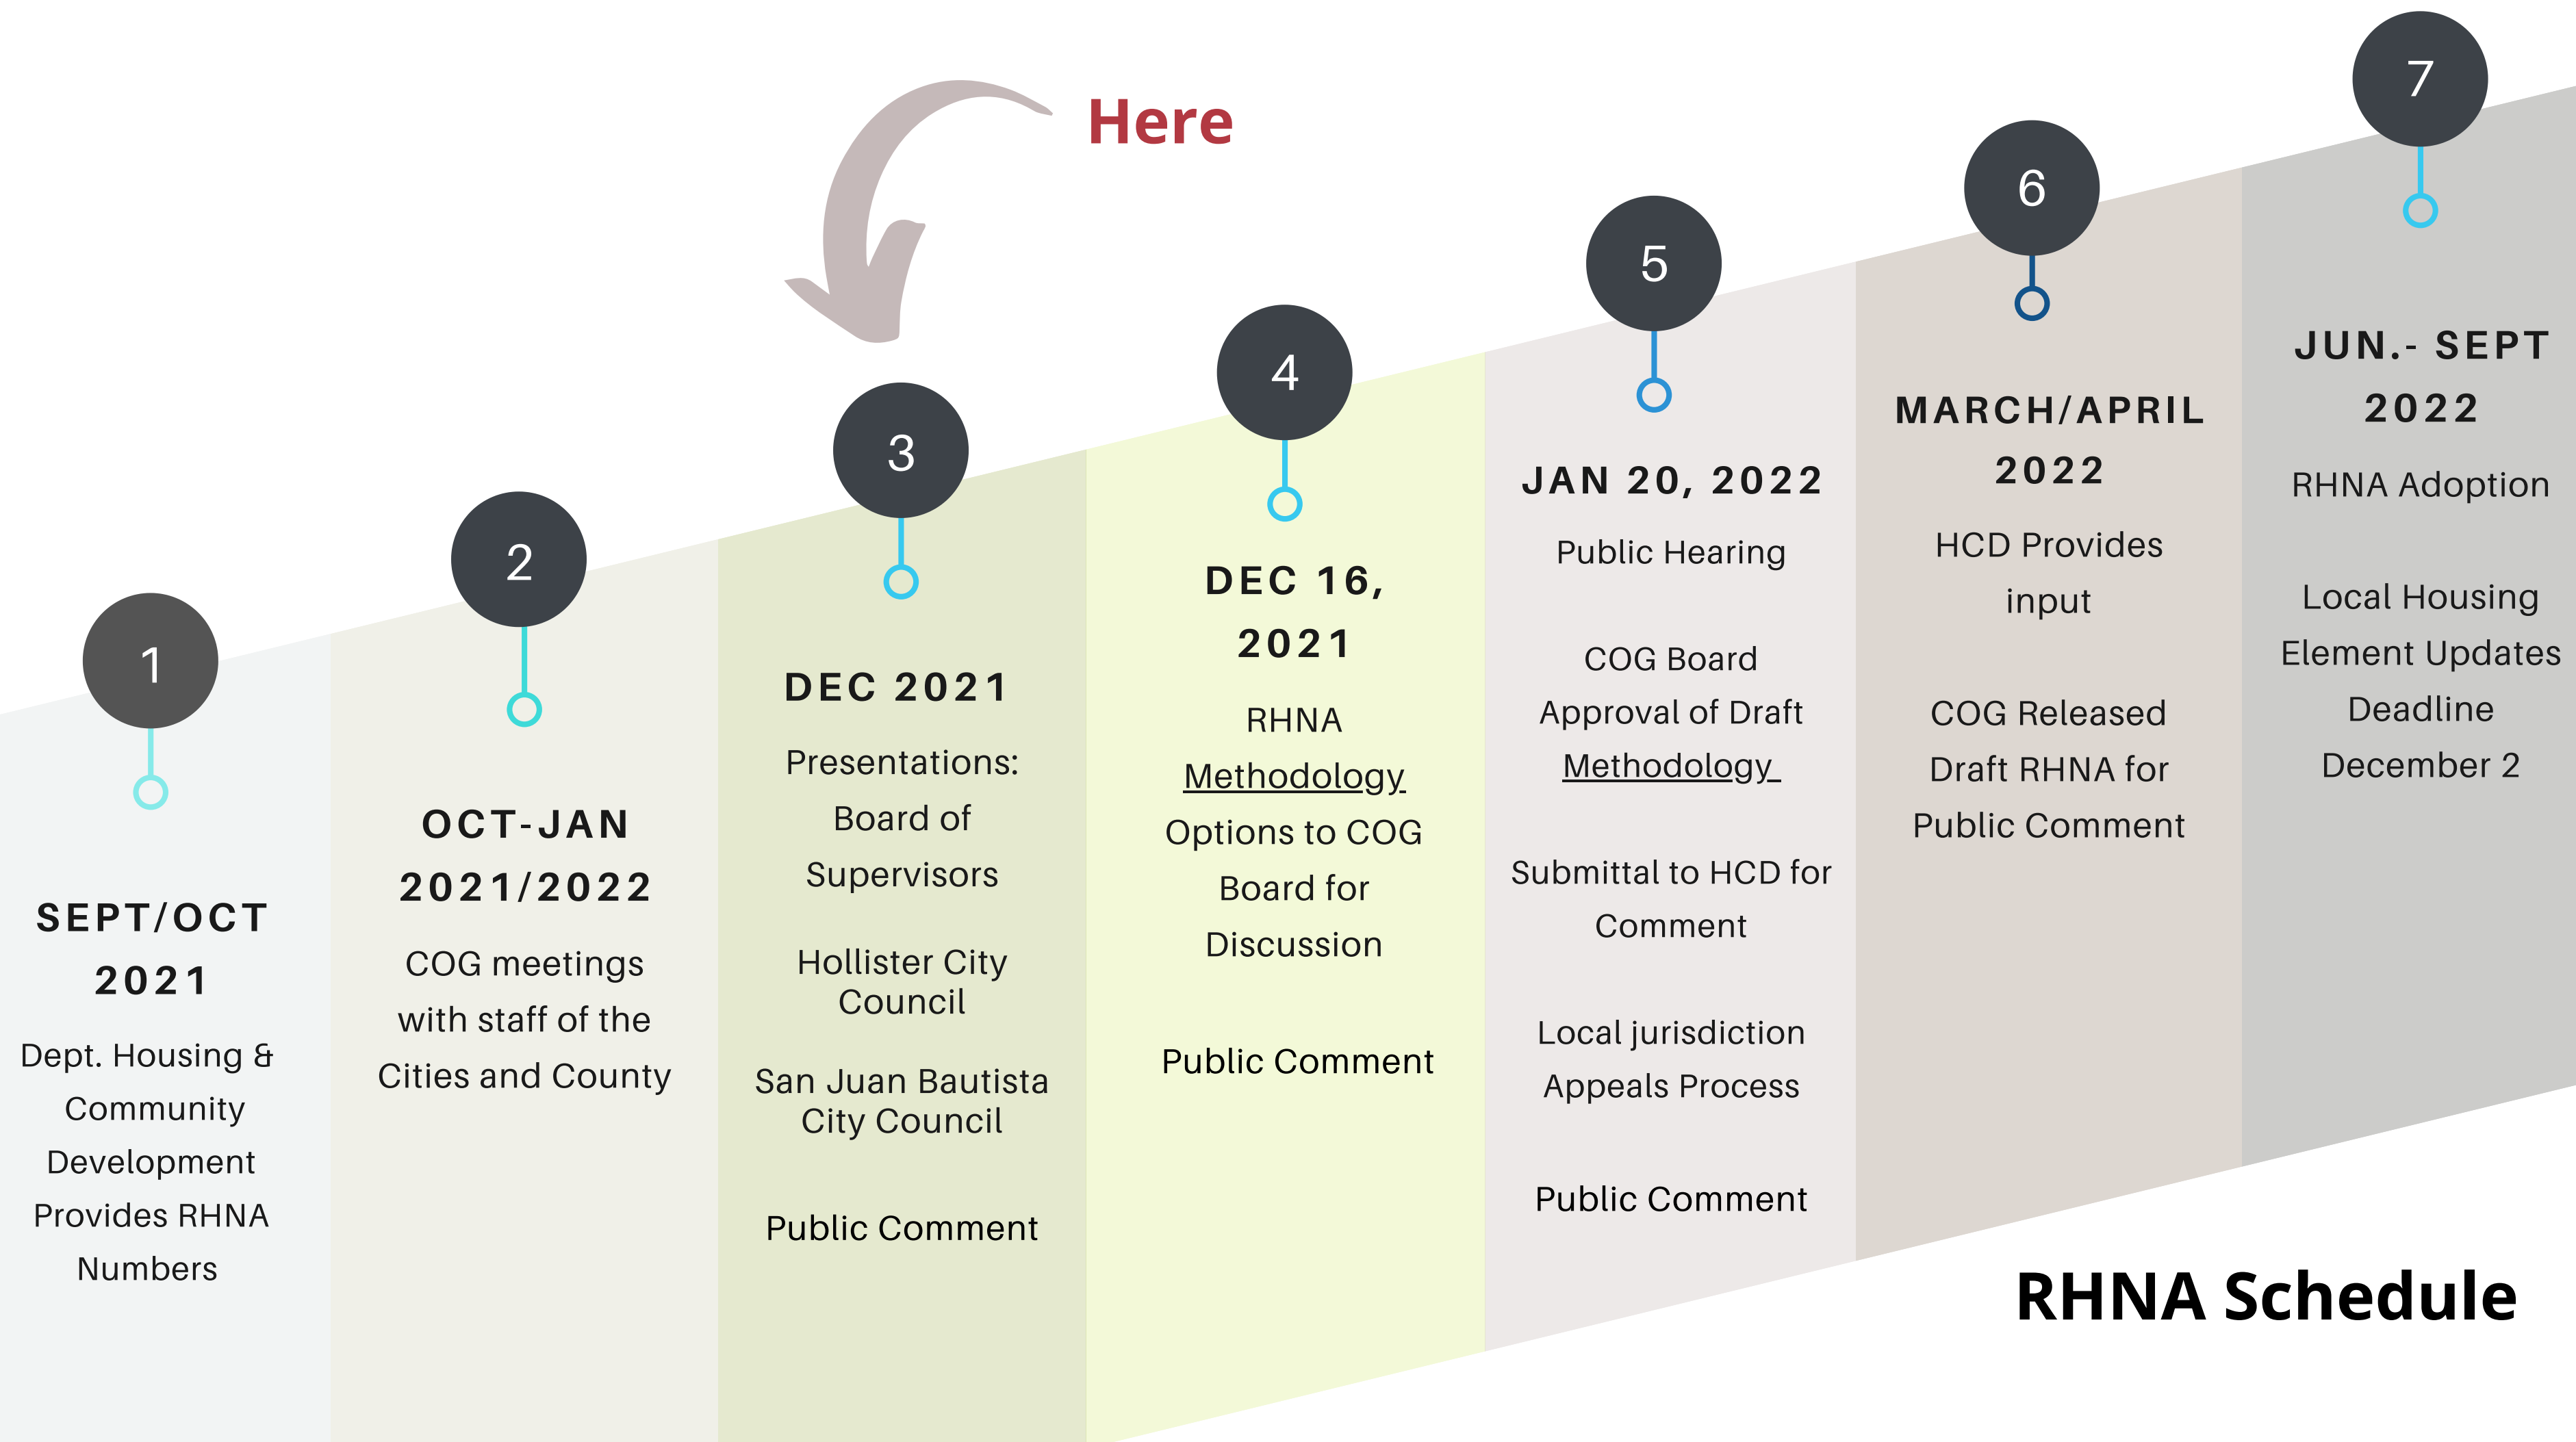 Here
1
SEPT/OCT
2021
Dept. Housing &
Community
Development
Provides RHNA
Numbers
2
OCT-JAN
2021/2022
COG meetings
with staff of the
Cities and County
3
DEC 2021
Presentations:
Board of
Supervisors
Hollister City
Council
San Juan Bautista
City Council
Public Comment
4
DEC 16,
2021
RHNA
Methodology
Options to COG
Board for
Discussion
Public Comment
5
JAN 20, 2022
Public Hearing
COG Board
Approval of Draft
Methodology
Submittal to HCD for
Comment
Local jurisdiction
Appeals Process
Public Comment
6
MARCH/APRIL
2022
HCD Provides
input
COG Released
Draft RHNA for
Public Comment
7
JUN.- SEPT
2022
RHNA Adoption
Local Housing
Element Updates
Deadline
December 2
RHNA Schedule